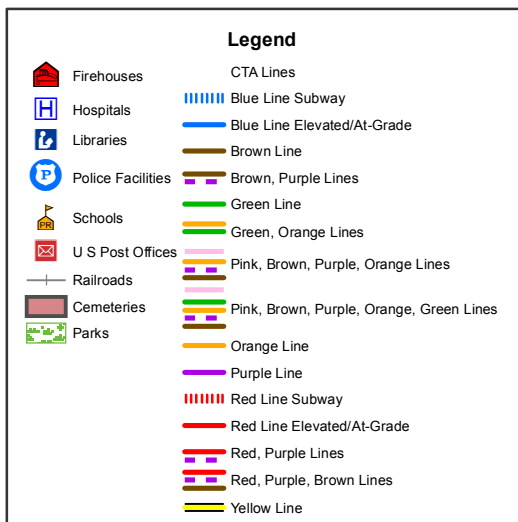 Legend
Firehouses
H
Hospitals
Libraries
P
Police Facilities
PR
Schools
U S Post Offices
Railroads
Cemeteries
Parks
CTA Lines
Blue Line Subway
Blue Line Elevated/At-Grade
Brown Line
Brown, Purple Lines
Green Line
Green, Orange Lines
Pink, Brown, Purple, Orange Lines
Pink, Brown, Purple, Orange, Green Lines
Orange Line
Purple Line
Red Line Subway
Red Line Elevated/At-Grade
Red, Purple Lines
Red, Purple, Brown Lines
Yellow Line